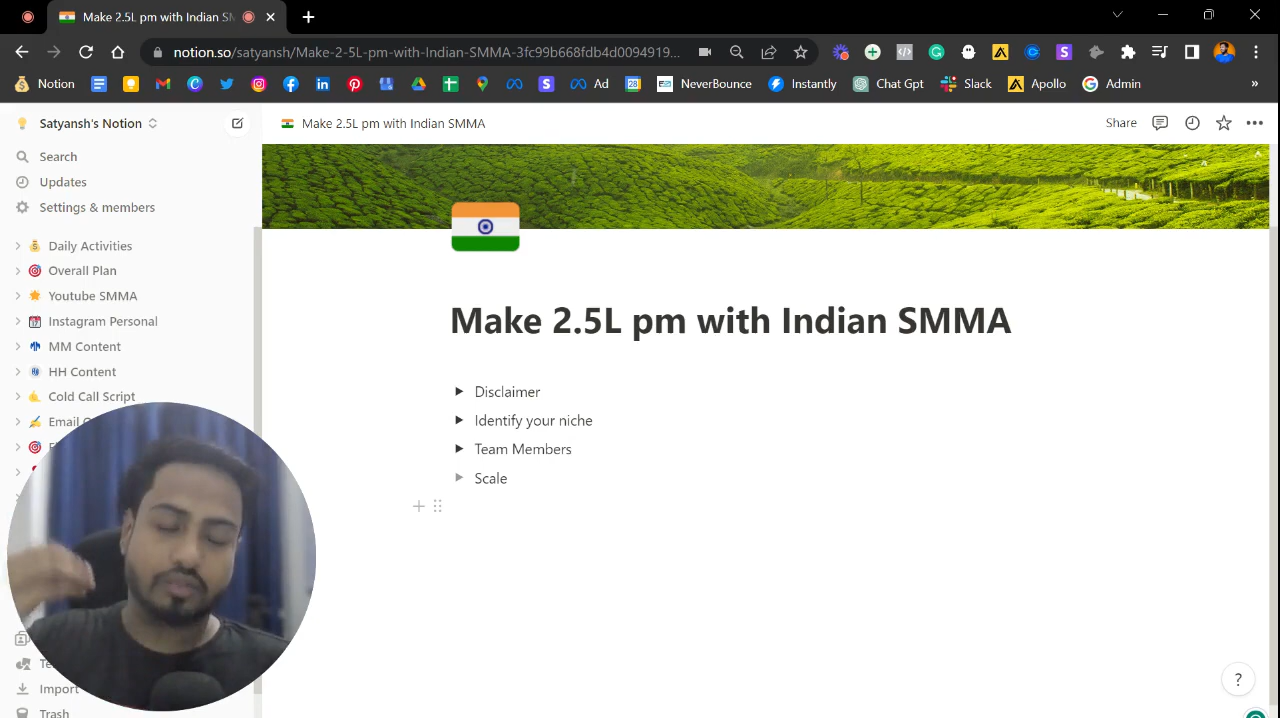 Make 2.5L pm with Indian SM
notion.so/satyansh/Make-2-5L-pm-with-Indian-SMMA-3fc99b668fdb4d0094919...
Notion
Ad
NeverBounce
Instantly
Chat Gpt
Slack
Apollo
Admin
Satyansh's Notion
Make 2.5L pm with Indian SMMA
Share
Search
Updates
Settings & members
Daily Activities
Overall Plan
Youtube SMMA
Instagram Personal
MM Content
HH Content
Cold Call Script
Email
Import
Trash
Make 2.5L pm with Indian SMMA
Disclaimer
Identify your niche
Team Members
Scale
?